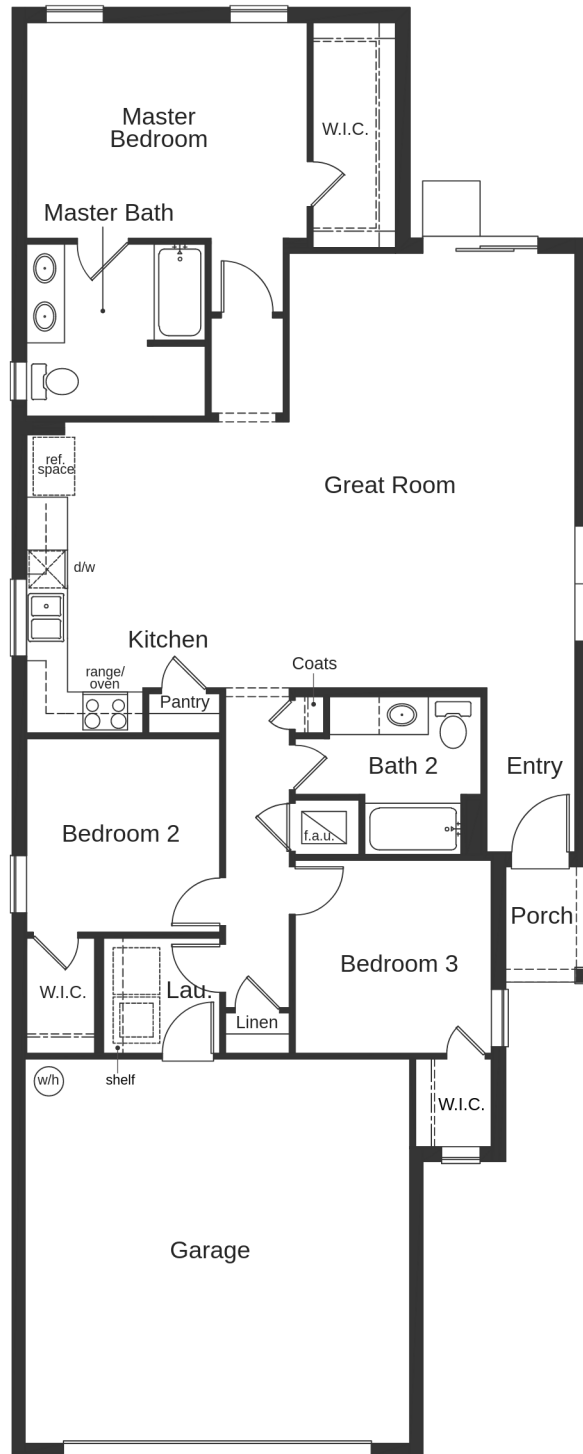 Master
Bedroom
W.I.C.
Master Bath
ref.
space
Great Room
d/w
Kitchen
Coats
range/
oven
Pantry
Bath 2
Entry
Bedroom 2
f.a.u.
Porch
Bedroom 3
W.I.C.
Lau.
Linen
w/h
shelf
W.I.C.
Garage